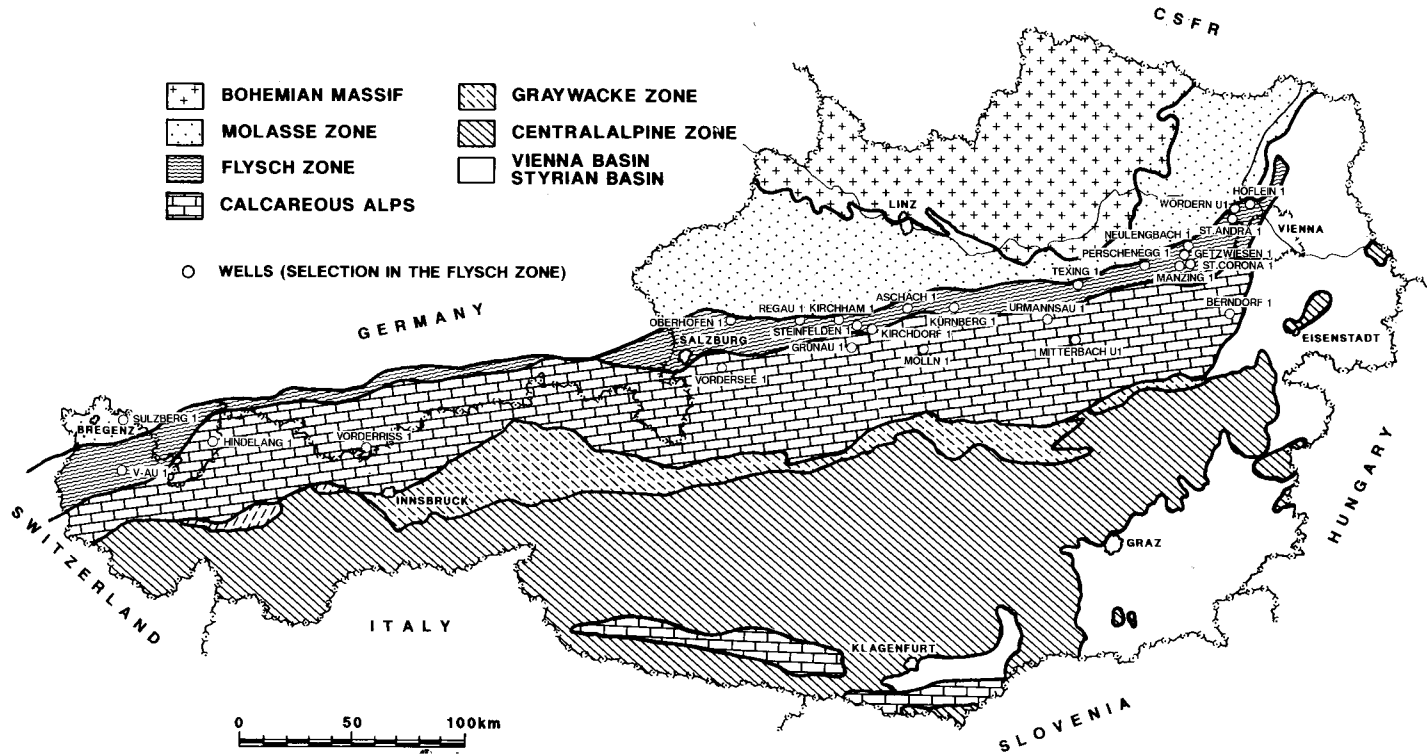 CSFR
BOHEMIAN MASSIF
MOLASSE ZONE
FLYSCH ZONE
CALCAREOUS ALPS
GRAYWACKE ZONE
CENTRALALPINE ZONE
VIENNA BASIN
STYRIAN BASIN
WELLS (SELECTION IN THE FLYSCH ZONE)
LINZ
HÖFLEIN 1
WÖRDERN U1
ST.ANDRÄ 1
VIENNA
NEULENGBACH 1
PERSCHENEGG 1
GETZWIESEN 1
ST.CORONA 1
MANZING 1
TEXING 1
GERMANY
OBERHOFEN 1
REGAU 1
KIRCHHAM 1
ASCHACH 1
STEINFELDEN 1
KIRCHDORF 1
KÜRNBERG 1
URMANNSAU 1
BERNDORF 1
SALZBURG
GRÜNAU 1
MOLLN 1
MITTERBACH U1
EISENSTADT
VORDERSEE 1
SULZBERG 1
BREGENZ
HINDELANG 1
VORDERRISS 1
V-AU 1
INNSBRUCK
SWITZERLAND
ITALY
GRAZ
HUNGARY
KLAGENFURT
SLOVENIA
0 50 100km